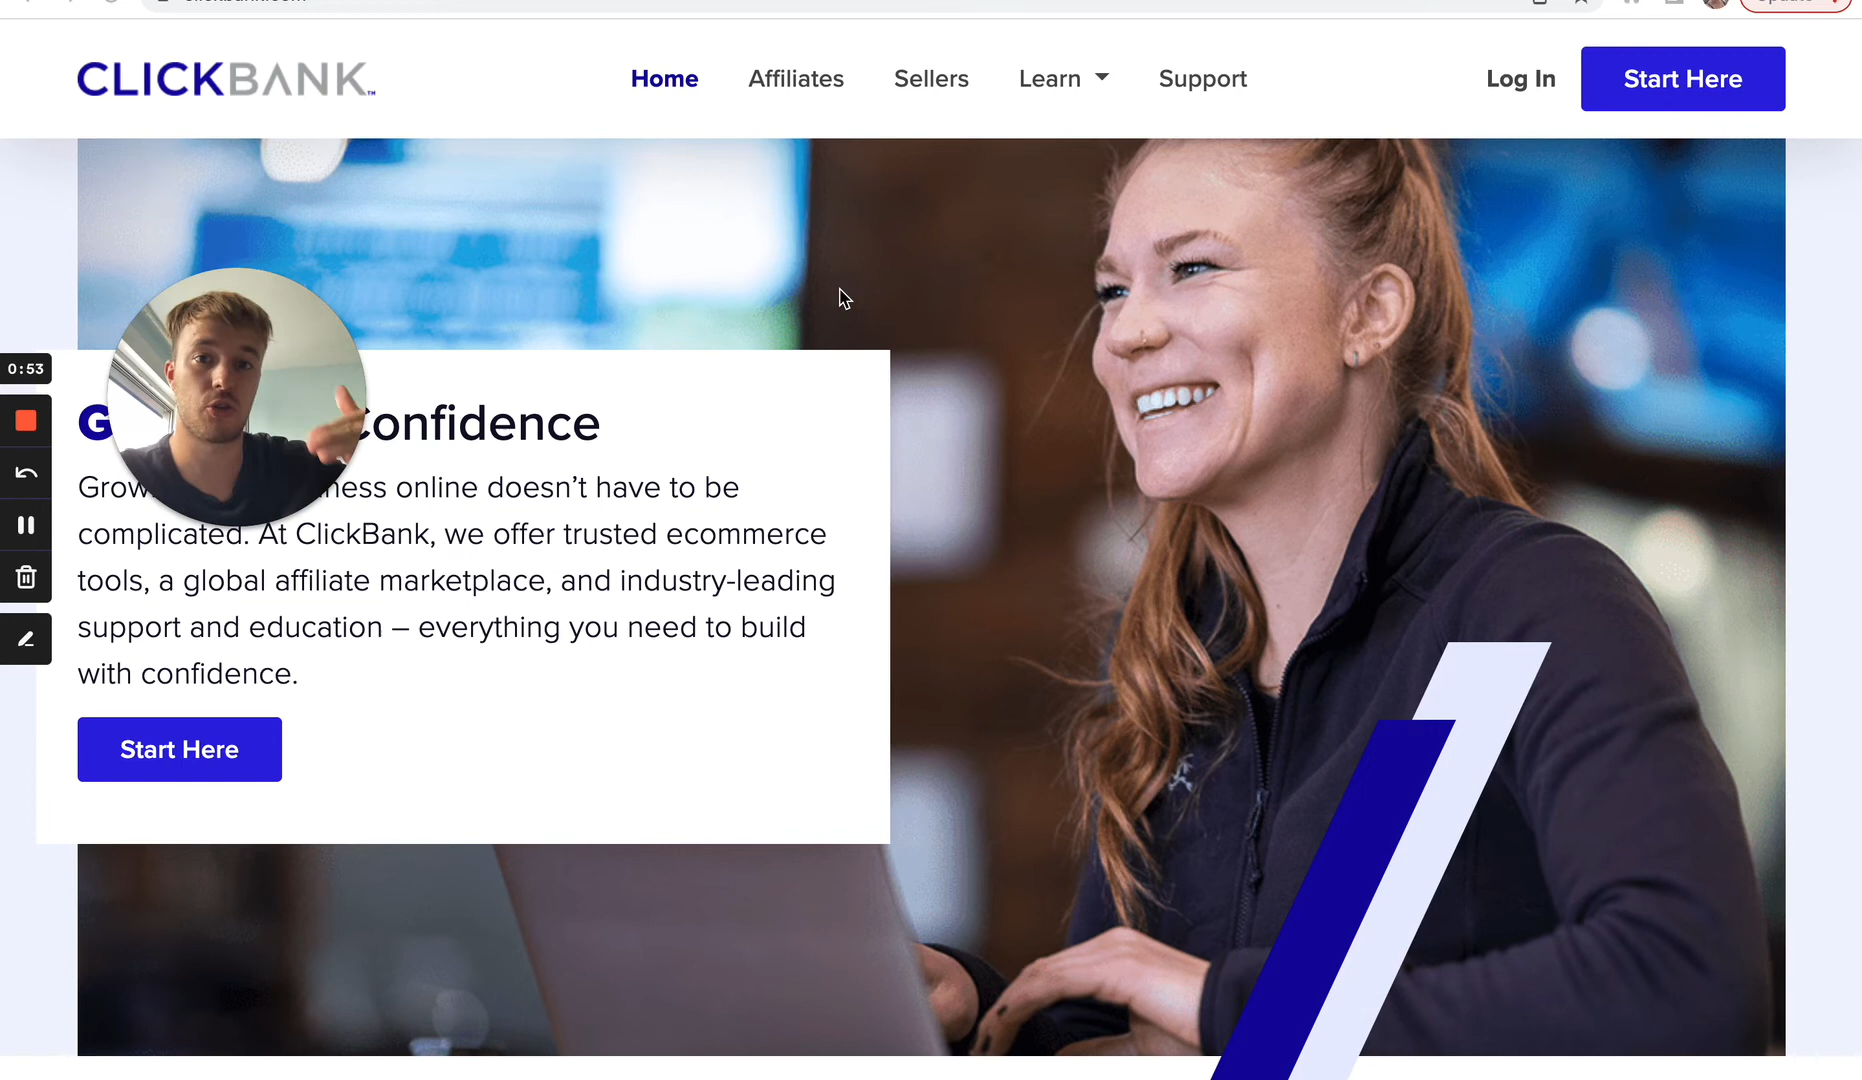 CLICKBANK™
Home Affiliates Sellers Learn Support Log In Start Here
0:53
G Confidence
Grow ness online doesn’t have to be
complicated. At ClickBank, we offer trusted ecommerce
tools, a global affiliate marketplace, and industry-leading
support and education – everything you need to build
with confidence.
Start Here